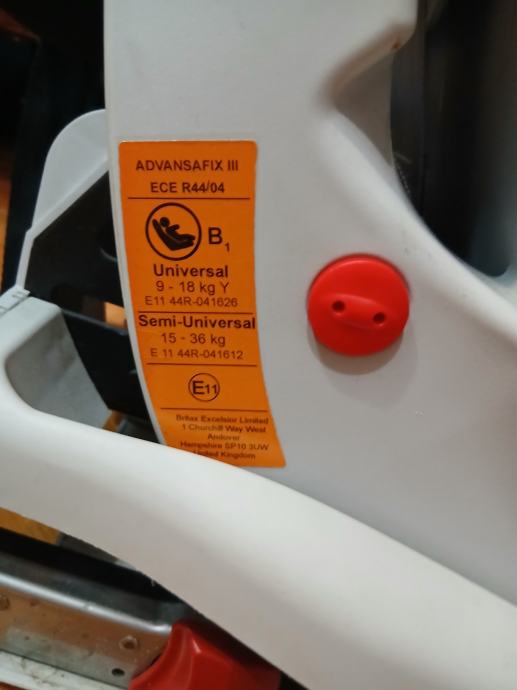 ADVANSAFIX III
ECE R44/04
B1
Universal
9 - 18 kg Y
E11 44R-041626
Semi-Universal
15 - 36 kg
E 11 44R-041612
E11
Britax Excelsior Limited
1 Churchill Way West
Andover
Hampshire SP10 3UW
United Kingdom